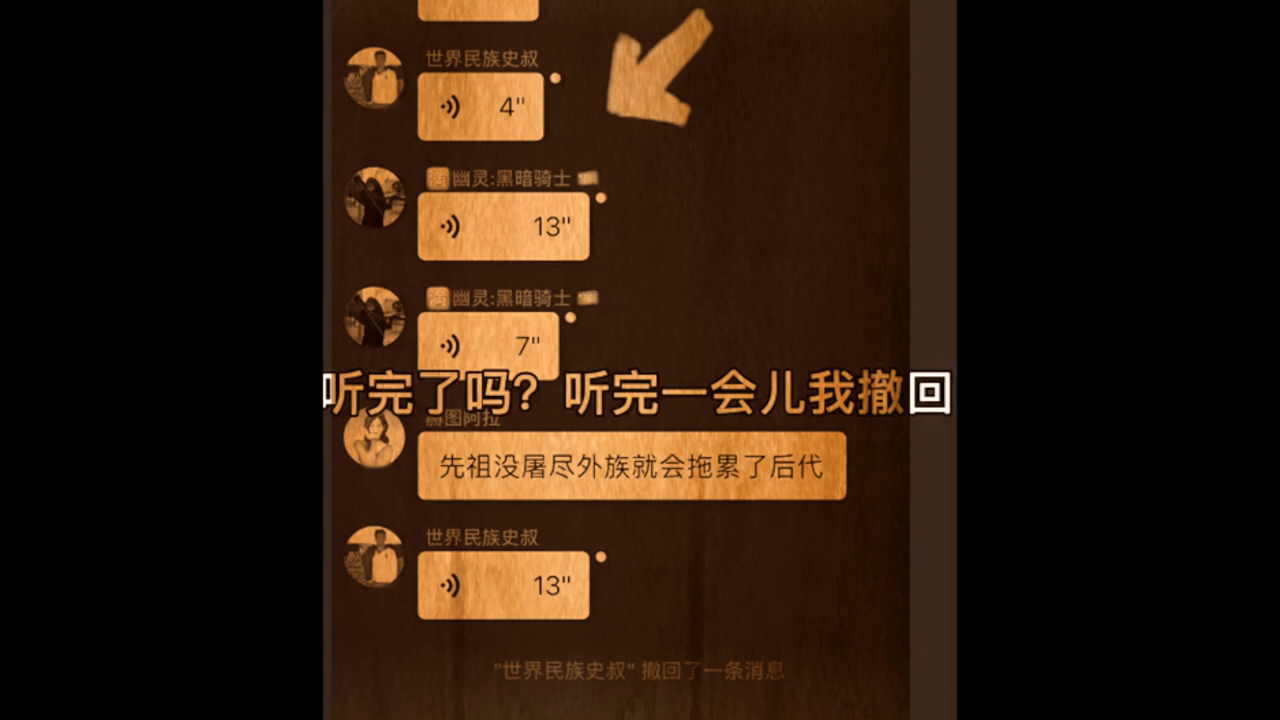 世界民族史叔
4"
幽灵:黑暗骑士
13"
幽灵:黑暗骑士
7"
听完了吗？听完一会儿我撤回
赫图阿拉
先祖没屠尽外族就会拖累了后代
世界民族史叔
13"
"世界民族史叔" 撤回了一条消息